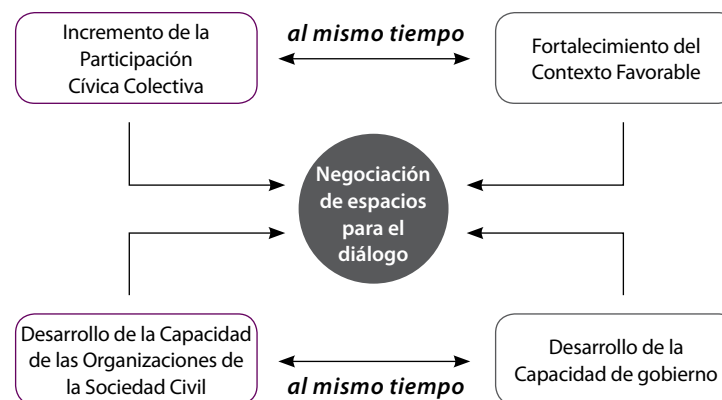 Incremento de la
Participación
Cívica Colectiva
al mismo tiempo
Fortalecimiento del
Contexto Favorable
Negociación
de espacios
para el
diálogo
Desarrollo de la Capacidad
de las Organizaciones de
la Sociedad Civil
al mismo tiempo
Desarrollo de la
Capacidad de gobierno